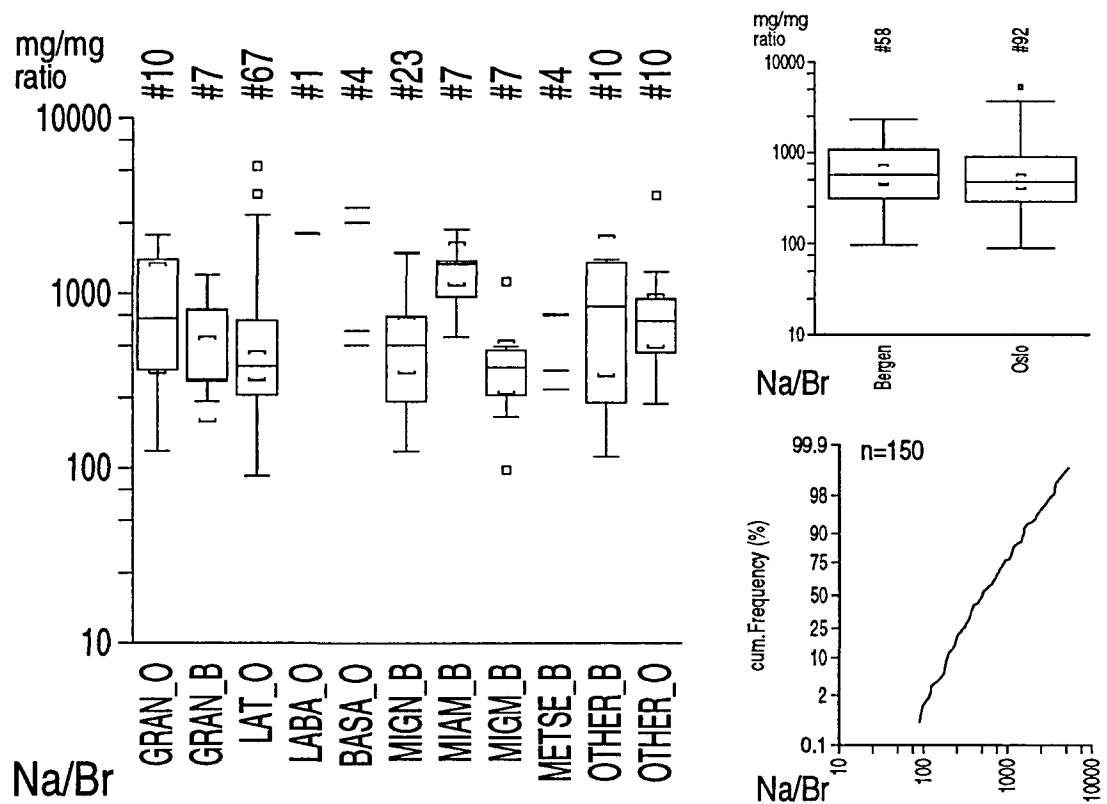 mg/mg
ratio
#10
#7
#67
#1
#4
#23
#7
#7
#4
#10
#10
10000
1000
100
10
GRAN_O
GRAN_B
LAT_O
LABA_O
BASA_O
MIGN_B
MIAM_B
MIGM_B
METSE_B
OTHER_B
OTHER_O
Na/Br
mg/mg
ratio
#58
#92
10000
1000
100
10
Bergen
Oslo
Na/Br
99.9
98
90
75
50
25
10
2
0.1
n=150
cum.Frequency (%)
10
100
1000
10000
Na/Br